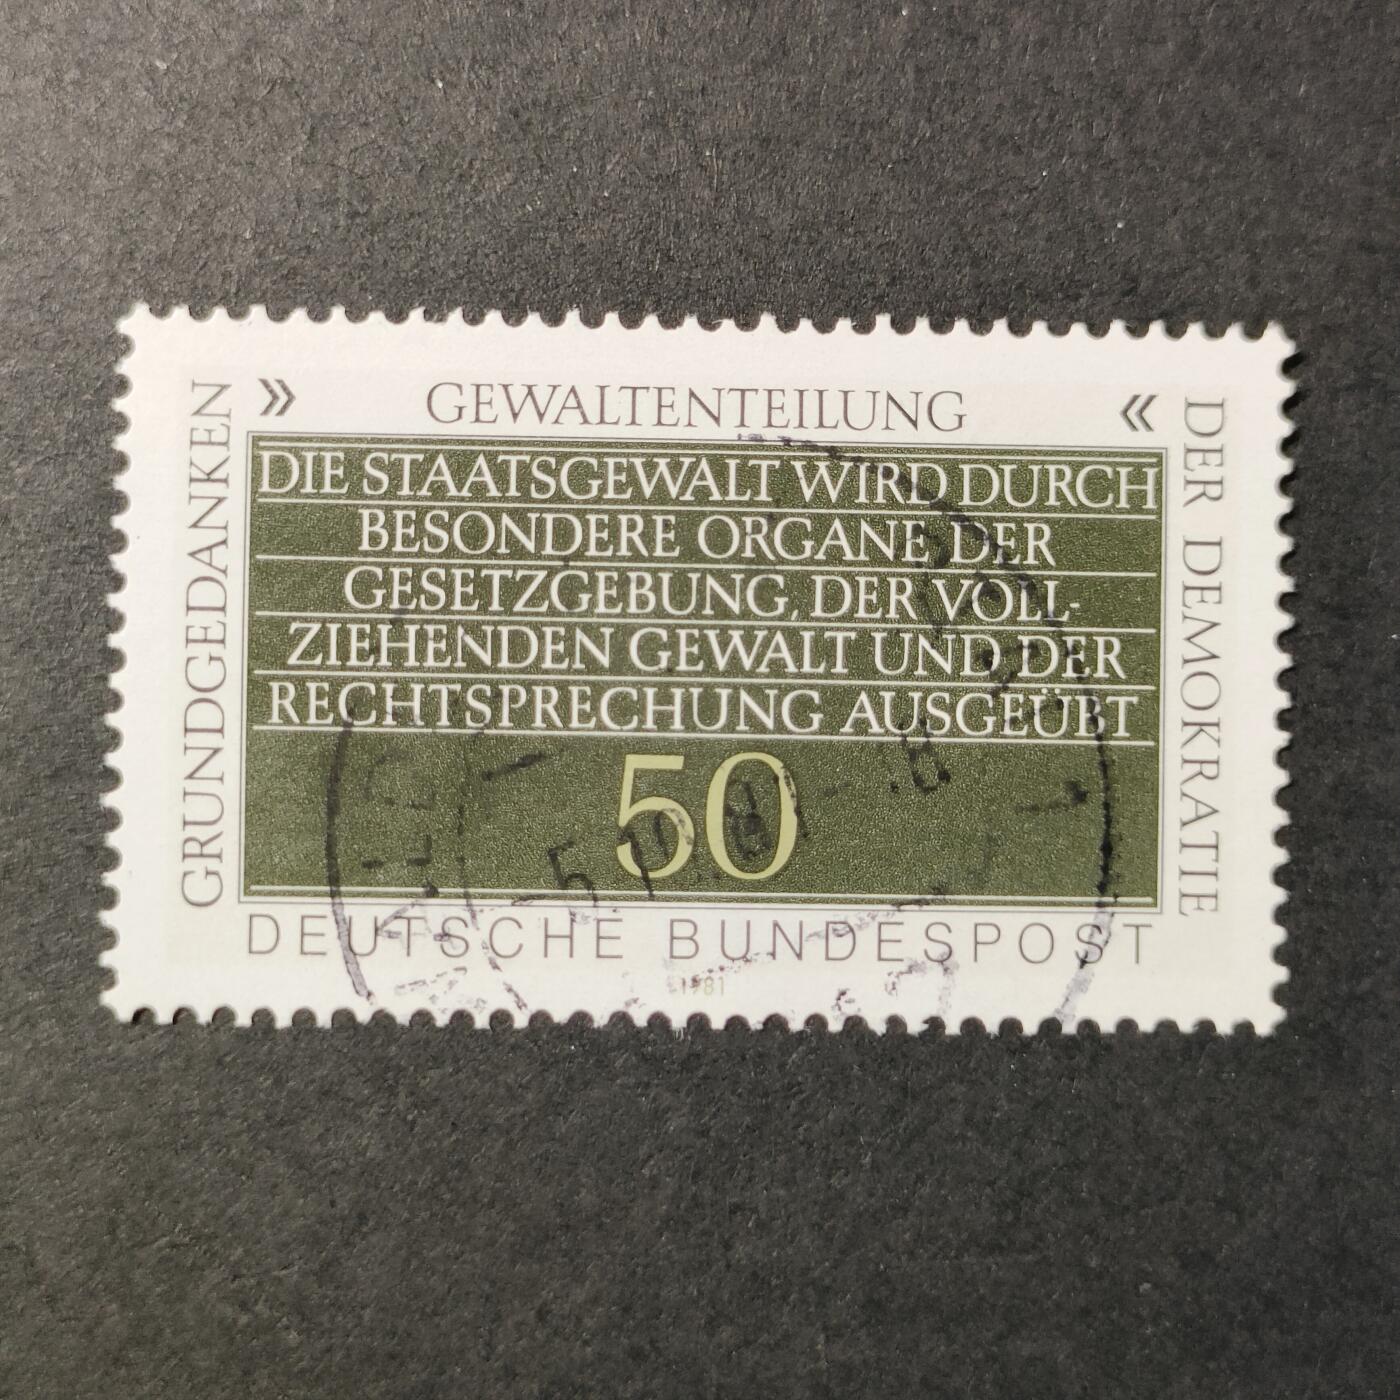 » GEWALTENTEILUNG «
GRUNDGEDANKEN
DER DEMOKRATIE
DIE STAATSGEWALT WIRD DURCH
BESONDERE ORGANE DER
GESETZGEBUNG, DER VOLL-
ZIEHENDEN GEWALT UND DER
RECHTSPRECHUNG AUSGEÜBT
50
DEUTSCHE BUNDESPOST
1981